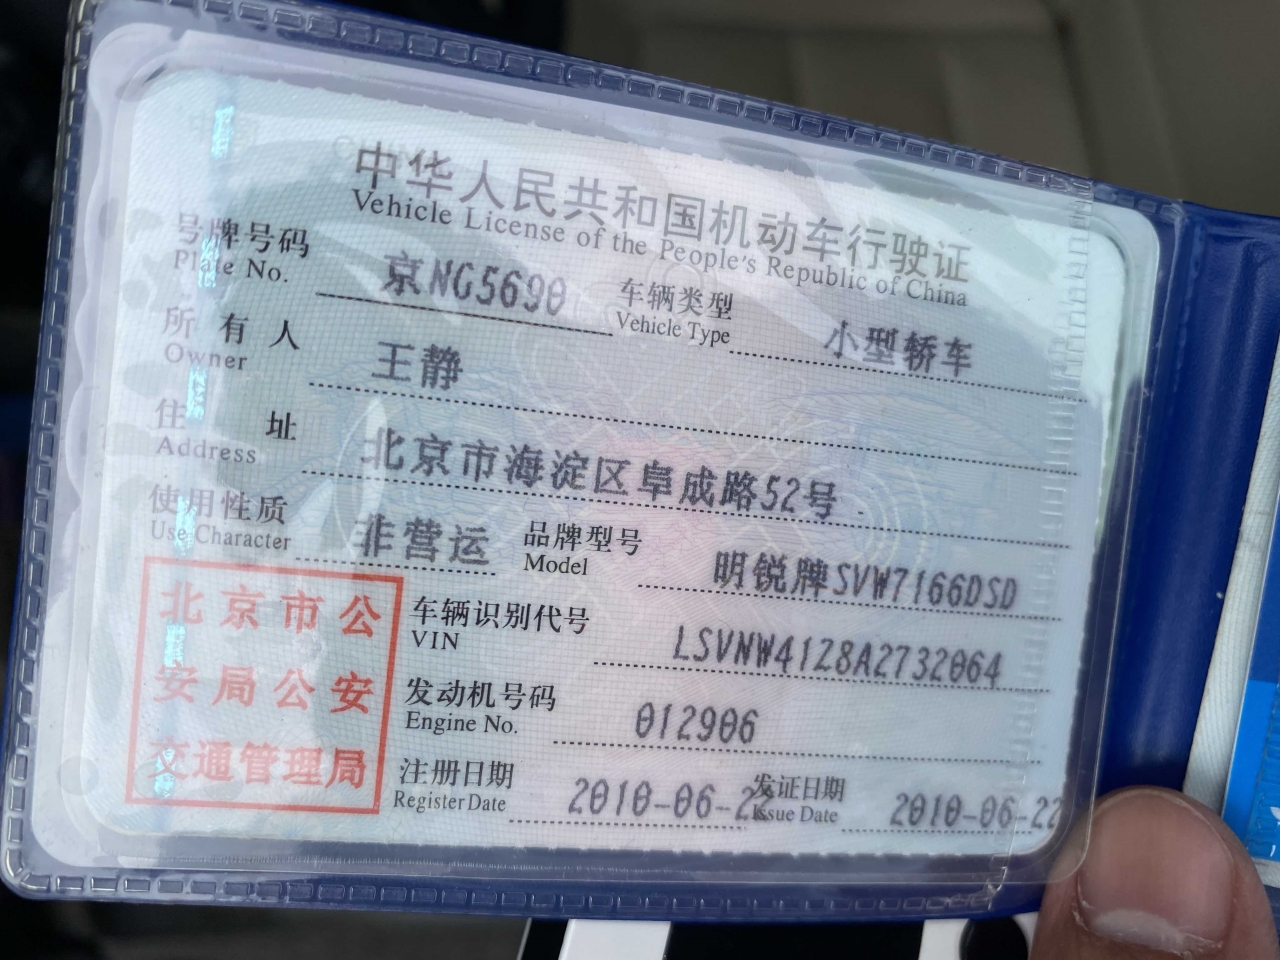 中华人民共和国机动车行驶证
Vehicle License of the People's Republic of China
号牌号码 京NG5690 车辆类型 小型轿车
Plate No. Vehicle Type
所有人 王静
Owner
住址 北京市海淀区阜成路52号
Address
使用性质 非营运 品牌型号 明锐牌SVW7166DSD
Use Character Model
北京市公
安局公安
交通管理局
车辆识别代号 LSVNW41Z8A2732064
VIN
发动机号码 012906
Engine No.
注册日期 2010-06-22 发证日期 2010-06-22
Register Date Issue Date